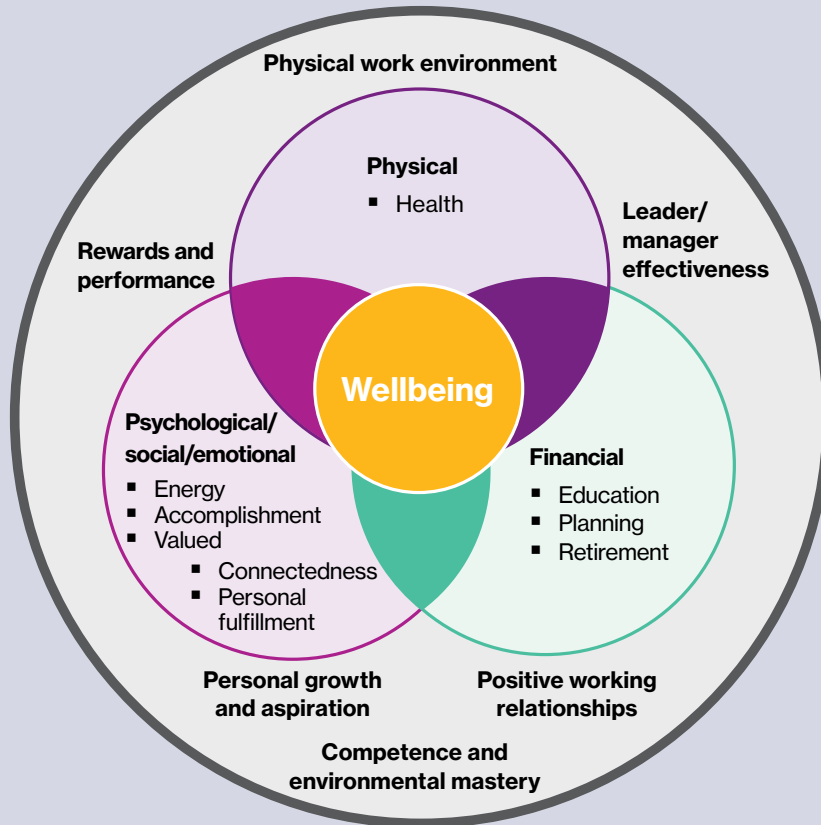 Physical work environment
Physical
▪ Health
Leader/
manager
effectiveness
Rewards and
performance
Wellbeing
Psychological/
social/emotional
▪ Energy
▪ Accomplishment
▪ Valued
▪ Connectedness
▪ Personal
fulfillment
Financial
▪ Education
▪ Planning
▪ Retirement
Personal growth
and aspiration
Positive working
relationships
Competence and
environmental mastery